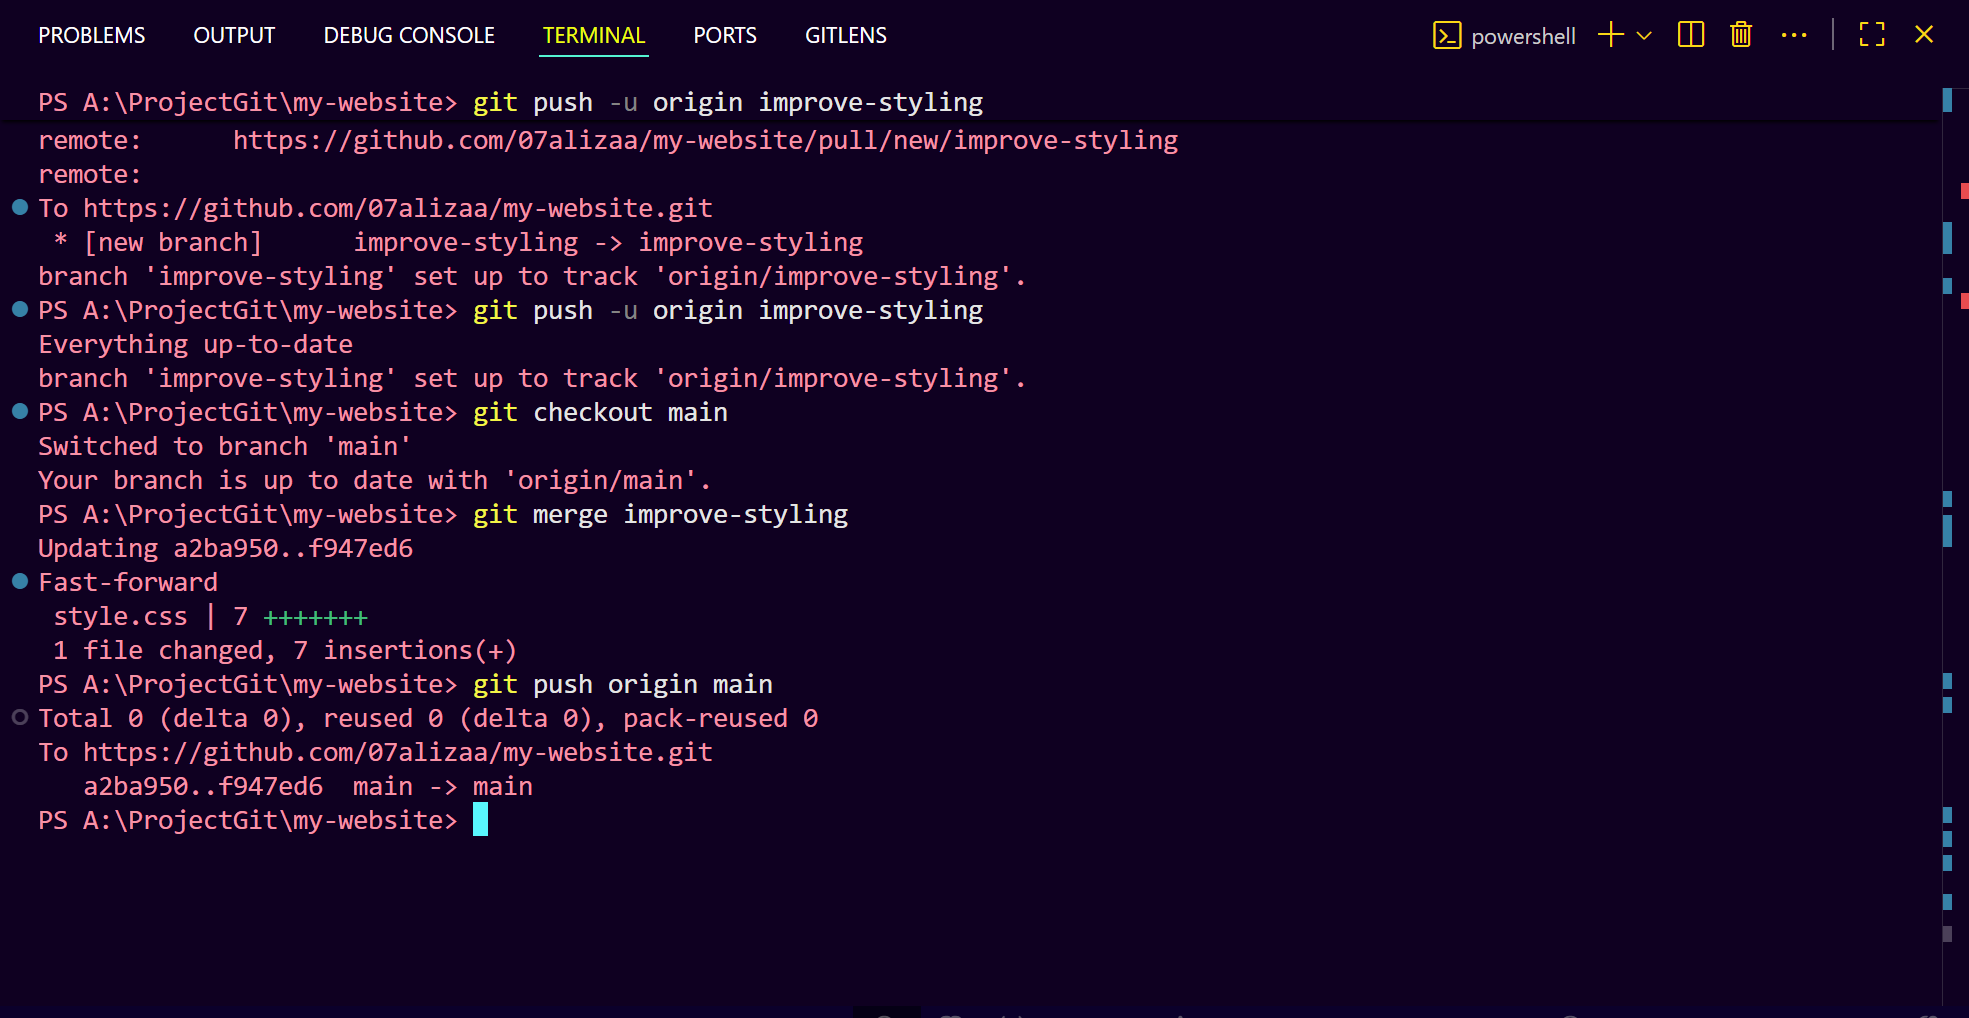 PROBLEMS OUTPUT DEBUG CONSOLE TERMINAL PORTS GITLENS powershell
PS A:\ProjectGit\my-website> git push -u origin improve-styling
remote:      https://github.com/07alizaa/my-website/pull/new/improve-styling
remote:
To https://github.com/07alizaa/my-website.git
 * [new branch]      improve-styling -> improve-styling
branch 'improve-styling' set up to track 'origin/improve-styling'.
PS A:\ProjectGit\my-website> git push -u origin improve-styling
Everything up-to-date
branch 'improve-styling' set up to track 'origin/improve-styling'.
PS A:\ProjectGit\my-website> git checkout main
Switched to branch 'main'
Your branch is up to date with 'origin/main'.
PS A:\ProjectGit\my-website> git merge improve-styling
Updating a2ba950..f947ed6
Fast-forward
 style.css | 7 +++++++
 1 file changed, 7 insertions(+)
PS A:\ProjectGit\my-website> git push origin main
Total 0 (delta 0), reused 0 (delta 0), pack-reused 0
To https://github.com/07alizaa/my-website.git
   a2ba950..f947ed6  main -> main
PS A:\ProjectGit\my-website>